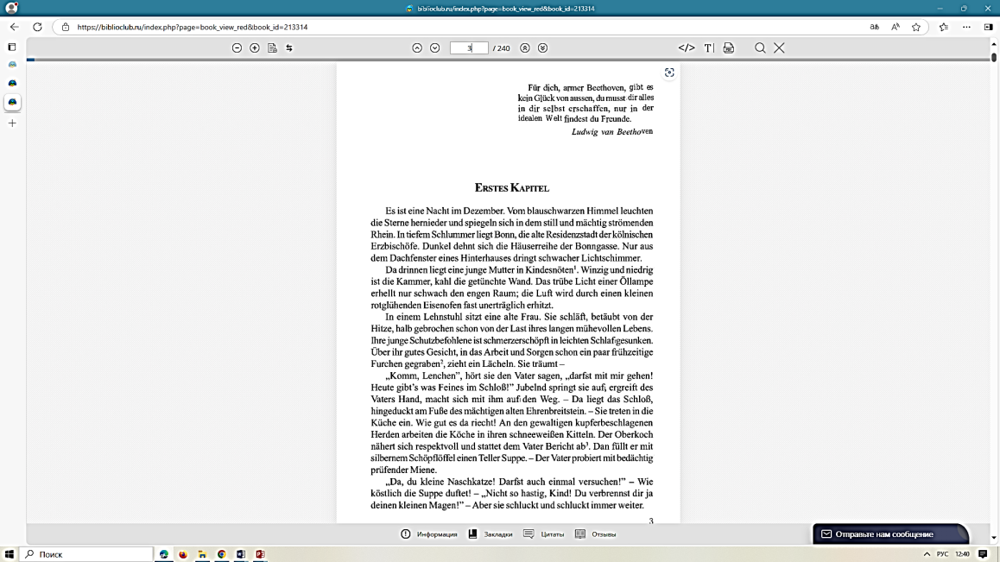 biblioclub.ru/index.php?page=book_view_red&book_id=213314
https://biblioclub.ru/index.php?page=book_view_red&book_id=213314
3 / 240
Für dich, armer Beethoven, gibt es
kein Glück von aussen, du musst dir alles
in dir selbst erschaffen, nur in der
idealen Welt findest du Freunde.
Ludwig van Beethoven
ERSTES KAPITEL
Es ist eine Nacht im Dezember. Vom blauschwarzen Himmel leuchten
die Sterne hernieder und spiegeln sich in dem still und mächtig strömenden
Rhein. In tiefem Schlummer liegt Bonn, die alte Residenzstadt der kölnischen
Erzbischöfe. Dunkel dehnt sich die Häuserreihe der Bonngasse. Nur aus
dem Dachfenster eines Hinterhauses dringt schwacher Lichtschimmer.
Da drinnen liegt eine junge Mutter in Kindesnöten¹. Winzig und niedrig
ist die Kammer, kahl die getünchte Wand. Das trübe Licht einer Öllampe
erhellt nur schwach den engen Raum; die Luft wird durch einen kleinen
rotglühenden Eisenofen fast unerträglich erhitzt.
In einem Lehnstuhl sitzt eine alte Frau. Sie schläft, betäubt von der
Hitze, halb gebrochen schon von der Last ihres langen mühevollen Lebens.
Ihre junge Schutzbefohlene ist schmerzerschöpft in leichten Schlaf gesunken.
Über ihr gutes Gesicht, in das Arbeit und Sorgen schon ein paar frühzeitige
Furchen gegraben², zieht ein Lächeln. Sie träumt –
„Komm, Lenchen”, hört sie den Vater sagen, „darfst mit mir gehen!
Heute gibt’s was Feines im Schloß!” Jubelnd springt sie auf, ergreift des
Vaters Hand, macht sich mit ihm auf den Weg. – Da liegt das Schloß,
hingeduckt am Fuße des mächtigen alten Ehrenbreitstein. – Sie treten in die
Küche ein. Wie gut es da riecht! An den gewaltigen kupferbeschlagenen
Herden arbeiten die Köche in ihren schneeweißen Kitteln. Der Oberkoch
nähert sich respektvoll und stattet dem Vater Bericht ab³. Dan füllt er mit
silbernem Schöpflöffel einen Teller Suppe. – Der Vater probiert mit bedächtig
prüfender Miene.
„Da, du kleine Naschkatze! Darfst auch einmal versuchen!” – Wie
köstlich die Suppe duftet! – „Nicht so hastig, Kind! Du verbrennst dir ja
deinen kleinen Magen!” – Aber sie schluckt und schluckt immer weiter.
3
Информация Закладки Цитаты Отзывы
Отправьте нам сообщение
Поиск
РУС 12:40